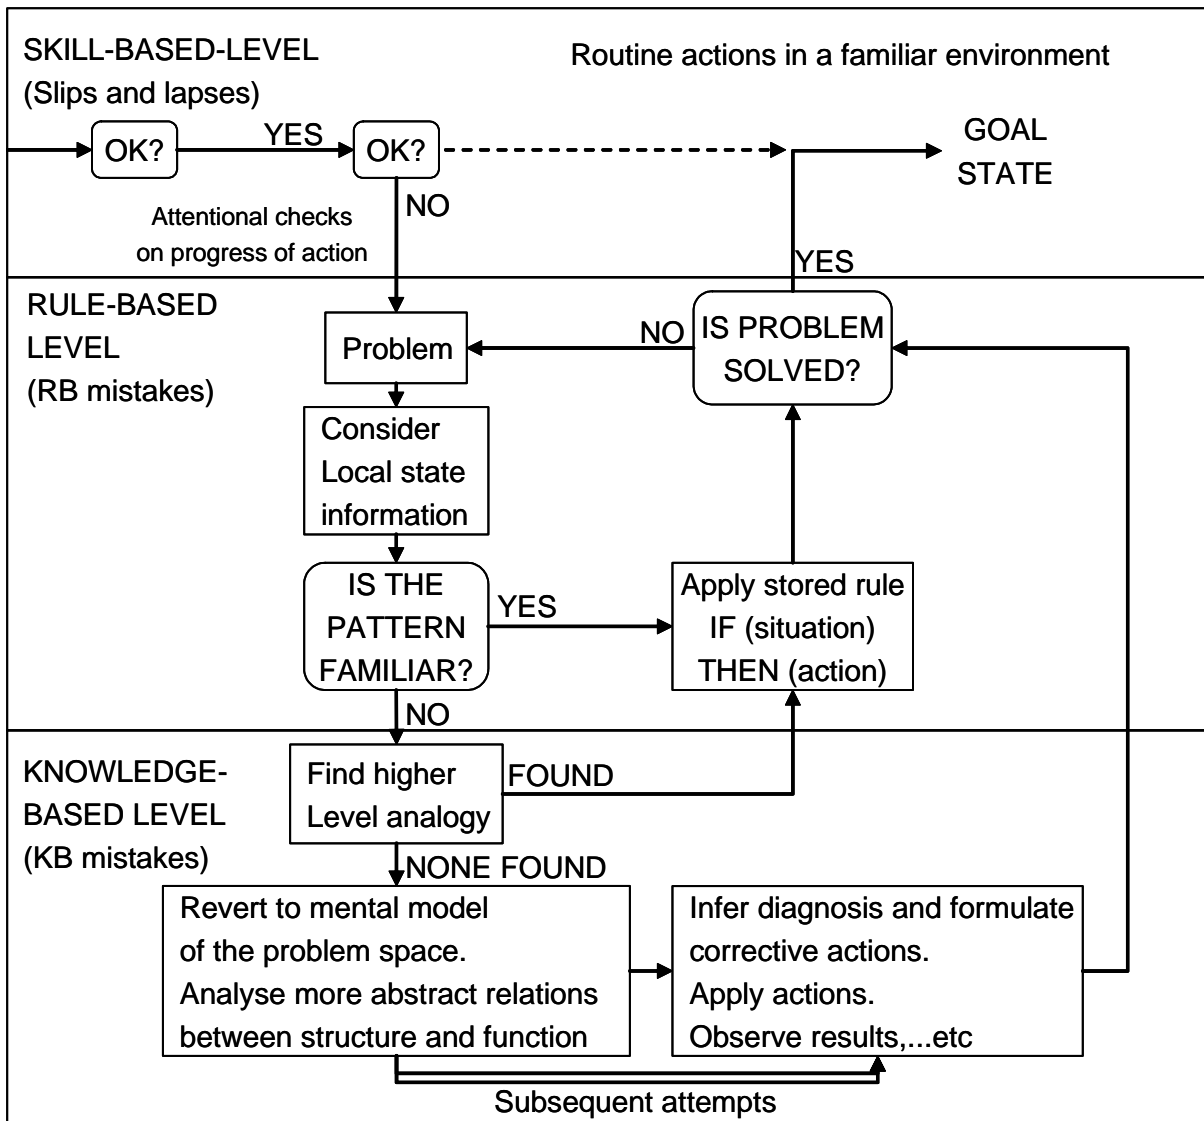 SKILL-BASED-LEVEL
(Slips and lapses)
Routine actions in a familiar environment
OK?
YES
OK?
GOAL
STATE
NO
Attentional checks
on progress of action
YES
RULE-BASED
LEVEL
(RB mistakes)
Problem
NO
IS PROBLEM
SOLVED?
Consider
Local state
information
IS THE
PATTERN
FAMILIAR?
YES
Apply stored rule
IF (situation)
THEN (action)
NO
KNOWLEDGE-
BASED LEVEL
(KB mistakes)
Find higher
Level analogy
FOUND
NONE FOUND
Revert to mental model
of the problem space.
Analyse more abstract relations
between structure and function
Infer diagnosis and formulate
corrective actions.
Apply actions.
Observe results,...etc
Subsequent attempts